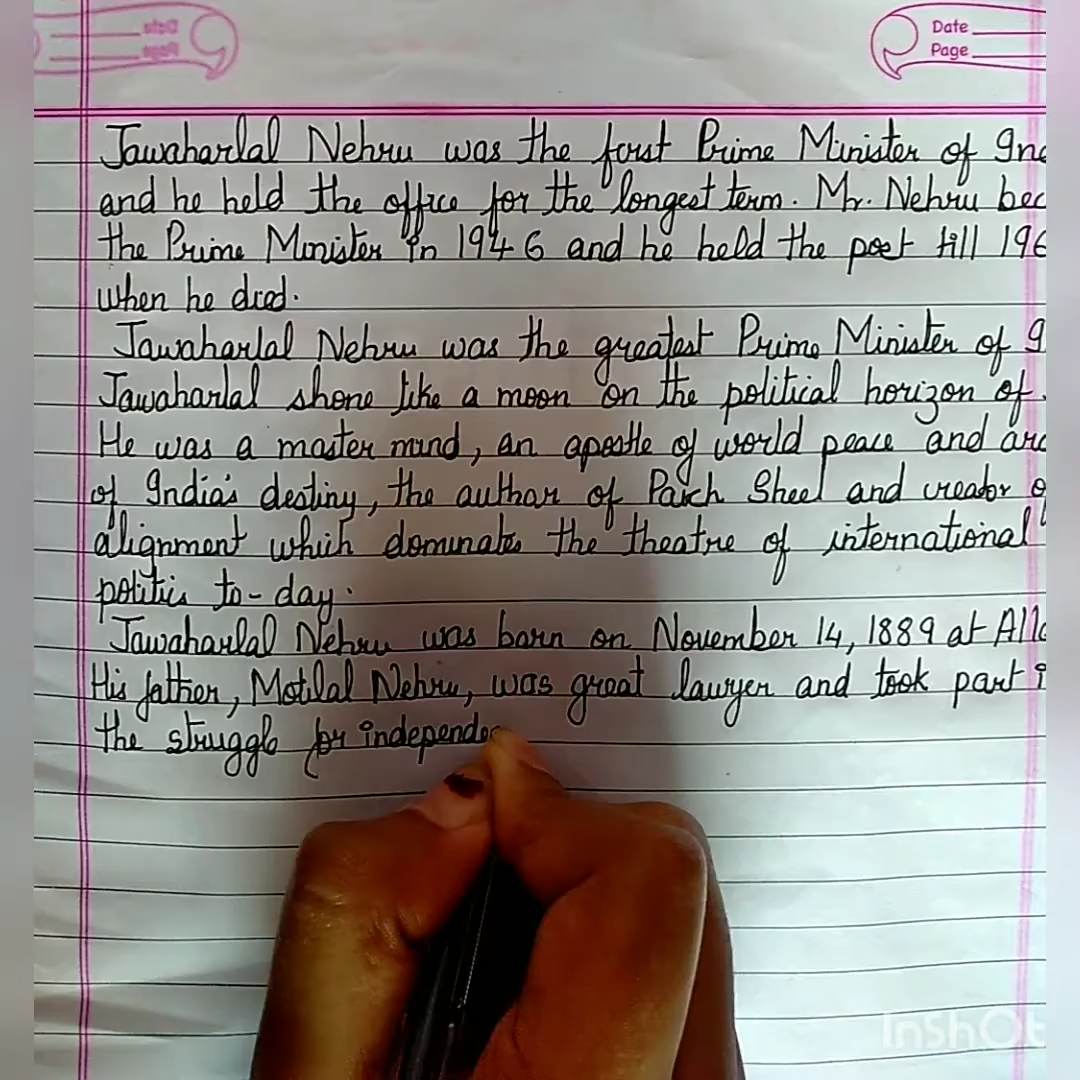 Date
Page
Jawaharlal Nehru was the first Prime Minister of Ind
and he held the office for the longest term. Mr. Nehru bec
the Prime Minister in 1946 and he held the post till 196
when he died.
Jawaharlal Nehru was the greatest Prime Minister of
Jawaharlal shone like a moon on the political horizon of
He was a master mind, an apostle of world peace and arc
of India's destiny, the author of Panch Sheel and creator o
alignment which dominates the theatre of international
politics to-day.
Jawaharlal Nehru was born on November 14, 1889 at Alla
His father, Motilal Nehru, was great lawyer and took part i
the struggle for independe
InShOt